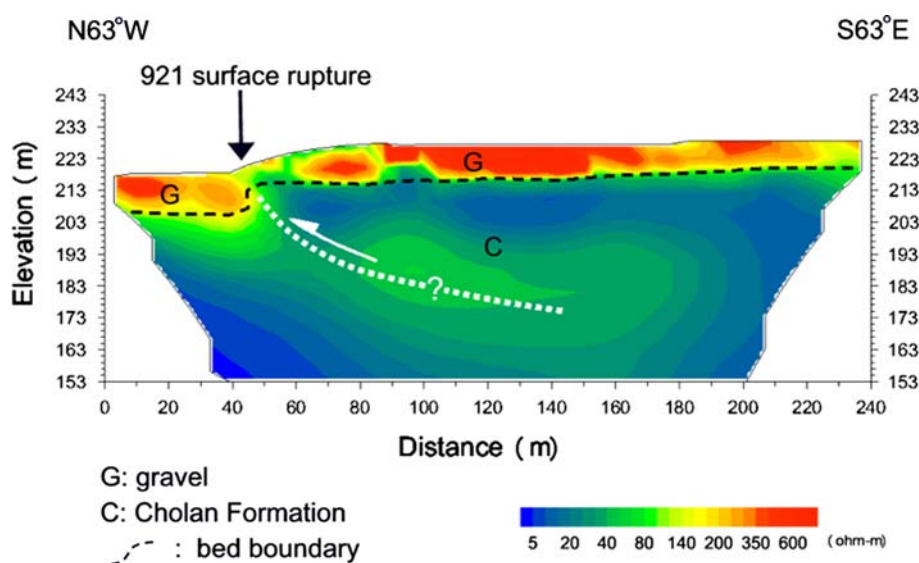 N63°W S63°E
921 surface rupture
243 243
233 233
223 G G 223
213 213
203 203
C
193 193
183 ? 183
173 173
163 163
153 153
Elevation (m)
0 20 40 60 80 100 120 140 160 180 200 220 240
Distance (m)
G: gravel
C: Cholan Formation
: bed boundary
5 20 40 80 140 200 350 600 (ohm-m)